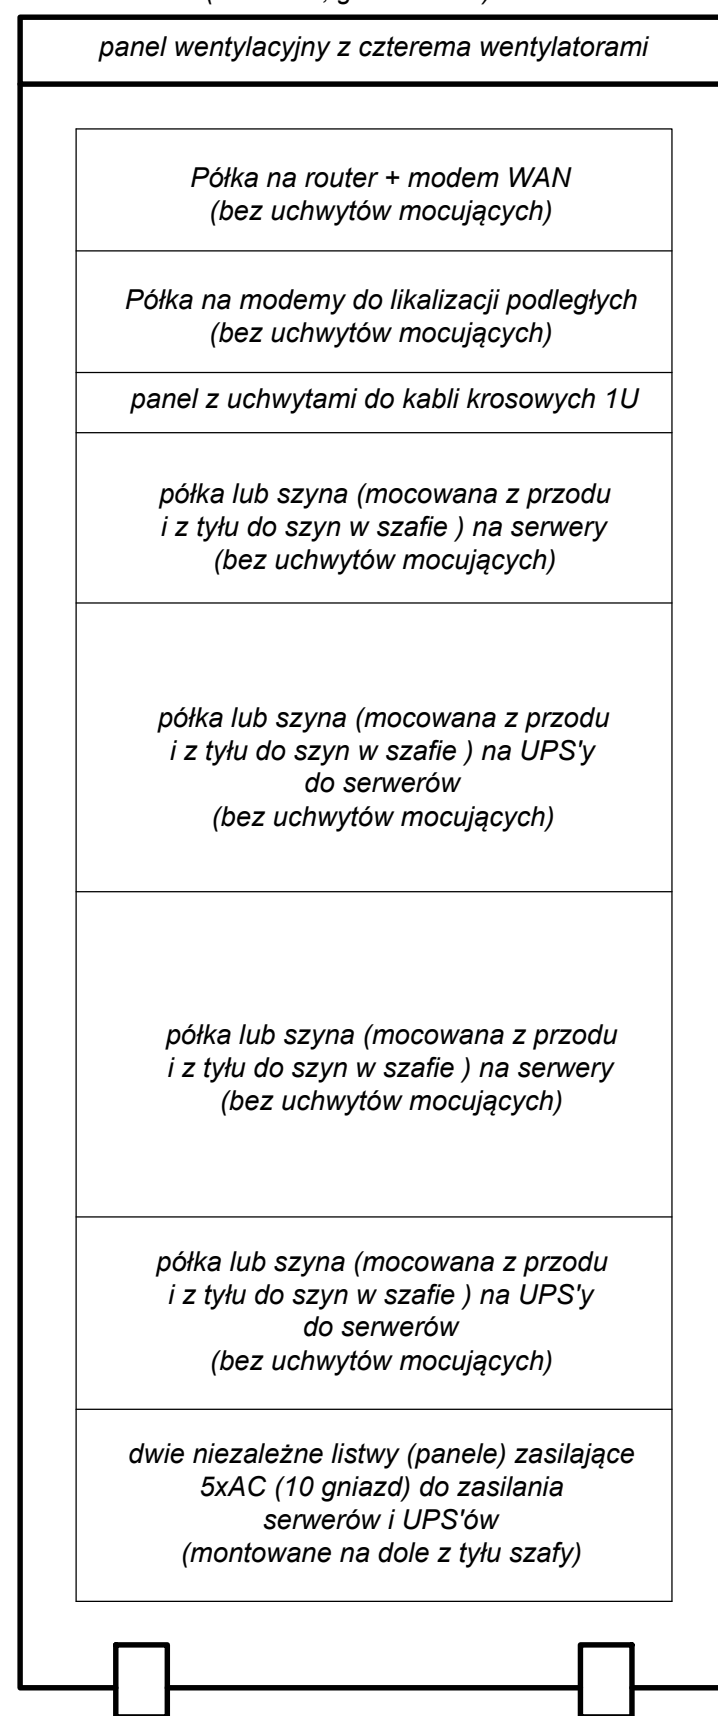 panel wentylacyjny z czterema wentylatorami
Półka na router + modem WAN
(bez uchwytów mocujących)
Półka na modemy do likalizacji podległych
(bez uchwytów mocujących)
panel z uchwytami do kabli krosowych 1U
półka lub szyna (mocowana z przodu
i z tyłu do szyn w szafie ) na serwery
(bez uchwytów mocujących)
półka lub szyna (mocowana z przodu
i z tyłu do szyn w szafie ) na UPS'y
do serwerów
(bez uchwytów mocujących)
półka lub szyna (mocowana z przodu
i z tyłu do szyn w szafie ) na serwery
(bez uchwytów mocujących)
półka lub szyna (mocowana z przodu
i z tyłu do szyn w szafie ) na UPS'y
do serwerów
(bez uchwytów mocujących)
dwie niezależne listwy (panele) zasilające
5xAC (10 gniazd) do zasilania
serwerów i UPS'ów
(montowane na dole z tyłu szafy)